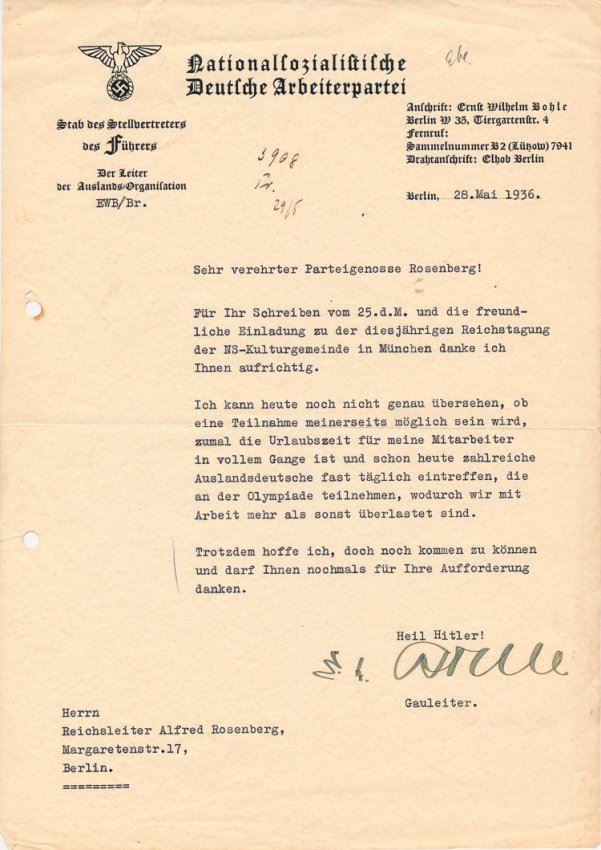 Nationalsozialistische
Deutsche Arbeiterpartei
Stab des Stellvertreters
des Führers
Der Leiter
der Auslands-Organisation
EWB/Br.
3908
29/5
Anschrift: Ernst Wilhelm Bohle
Berlin W 35, Tiergartenstr. 4
Fernruf:
Sammelnummer B2 (Lützow) 7941
Drahtanschrift: Elhob Berlin
Berlin, 28.Mai 1936.
Sehr verehrter Parteigenosse Rosenberg!
Für Ihr Schreiben vom 25.d.M. und die freund-
liche Einladung zu der diesjährigen Reichstagung
der NS-Kulturgemeinde in München danke ich
Ihnen aufrichtig.
Ich kann heute noch nicht genau übersehen, ob
eine Teilnahme meinerseits möglich sein wird,
zumal die Urlaubszeit für meine Mitarbeiter
in vollem Gange ist und schon heute zahlreiche
Auslandsdeutsche fast täglich eintreffen, die
an der Olympiade teilnehmen, wodurch wir mit
Arbeit mehr als sonst überlastet sind.
Trotzdem hoffe ich, doch noch kommen zu können
und darf Ihnen nochmals für Ihre Aufforderung
danken.
Heil Hitler!
Bohle
Gauleiter.
Herrn
Reichsleiter Alfred Rosenberg,
Margaretenstr.17,
Berlin.
=========